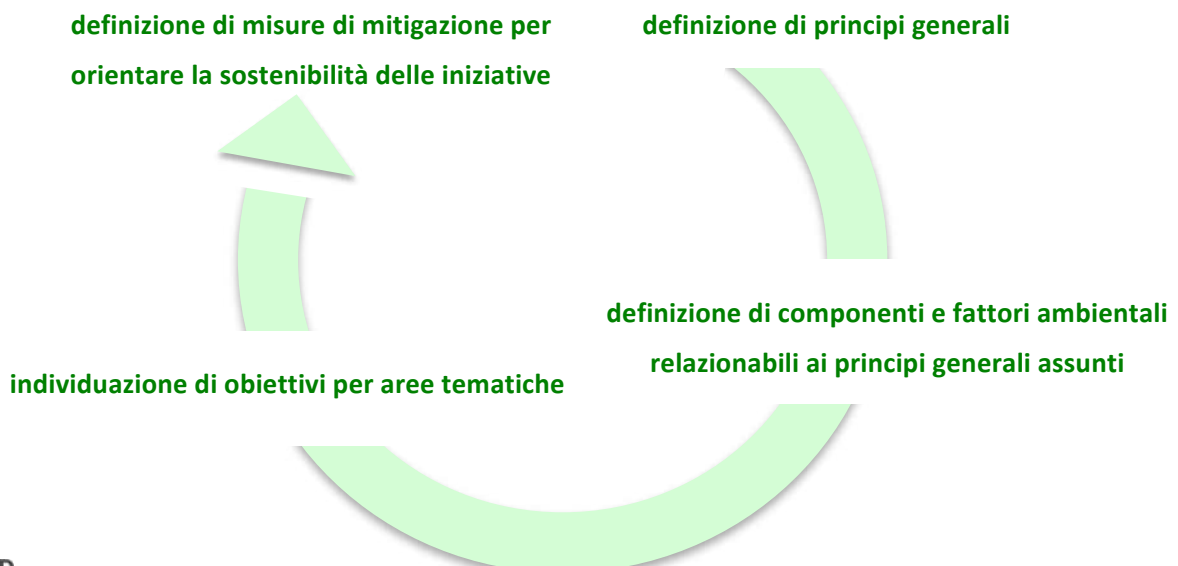 definizione di misure di mitigazione per
orientare la sostenibilità delle iniziative
definizione di principi generali
definizione di componenti e fattori ambientali
relazionabili ai principi generali assunti
individuazione di obiettivi per aree tematiche